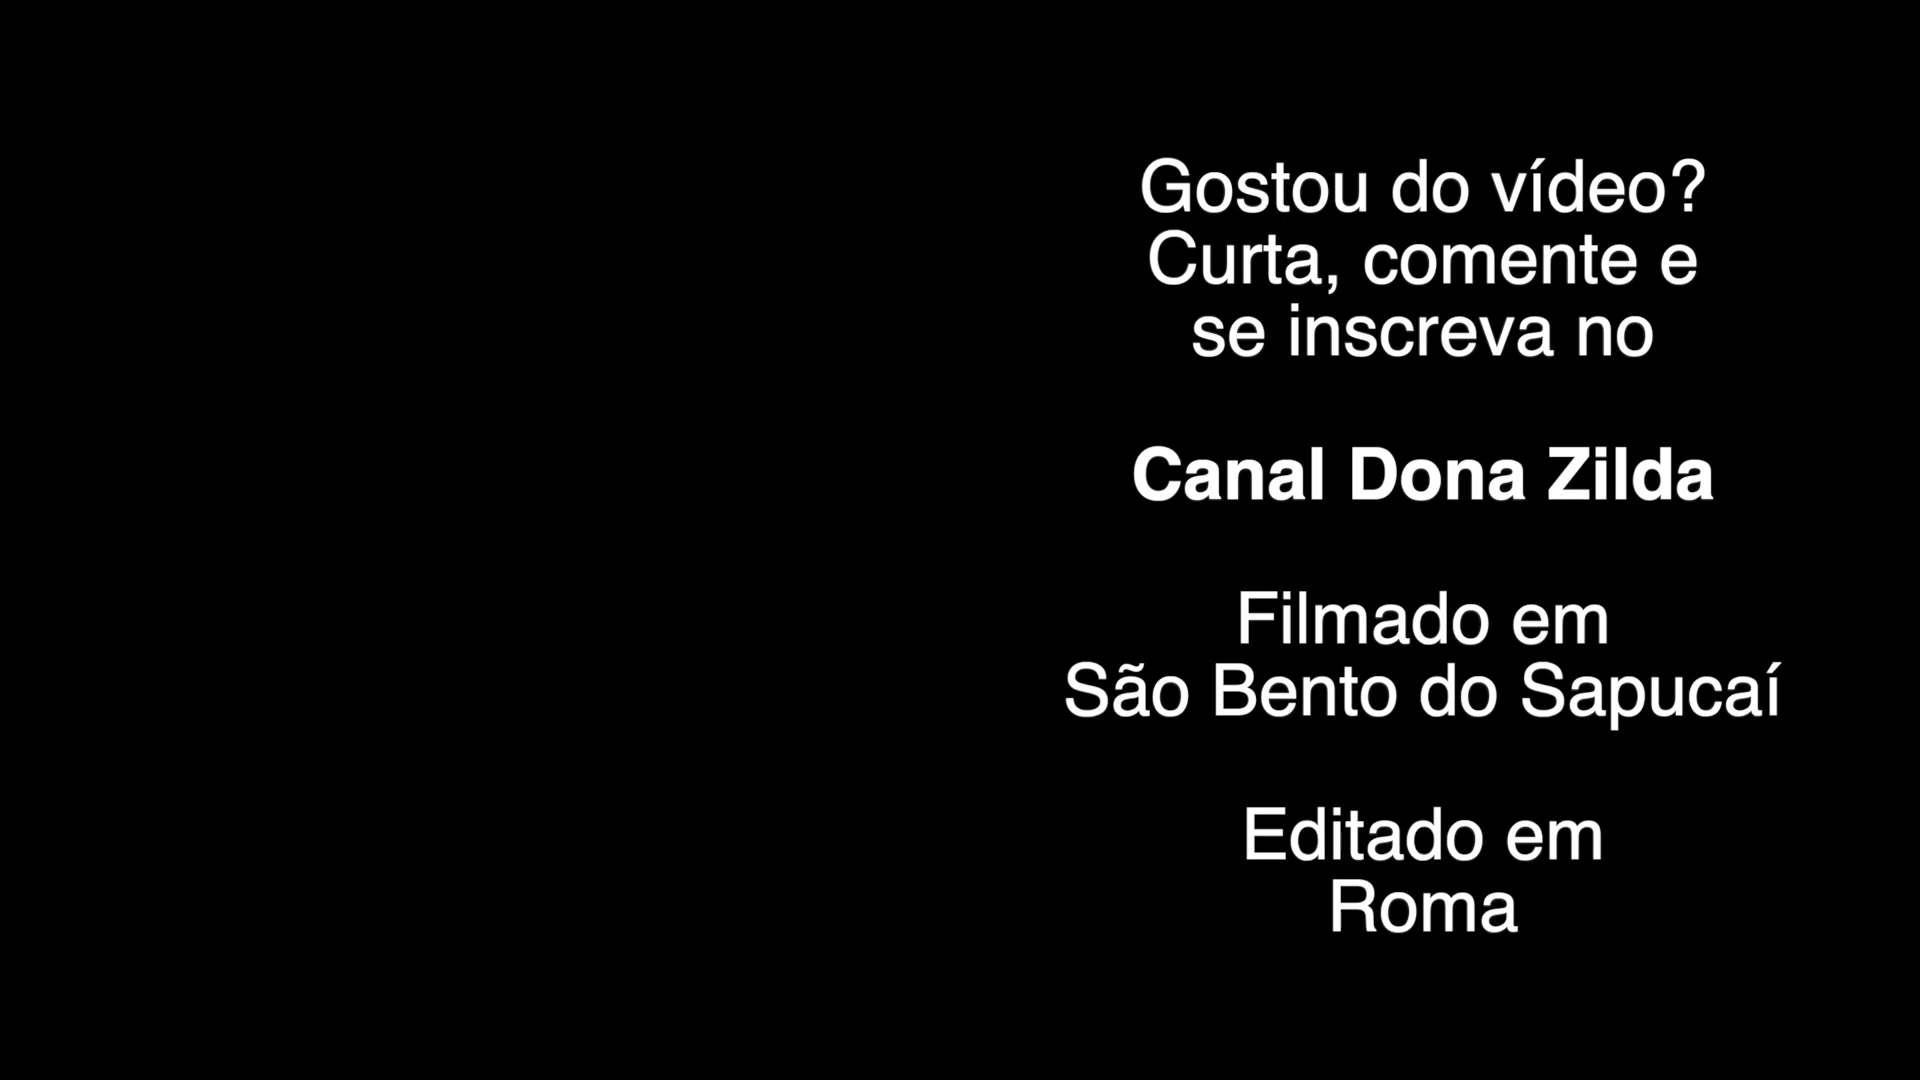 Gostou do vídeo?
Curta, comente e
se inscreva no
Canal Dona Zilda
Filmado em
São Bento do Sapucaí
Editado em
Roma